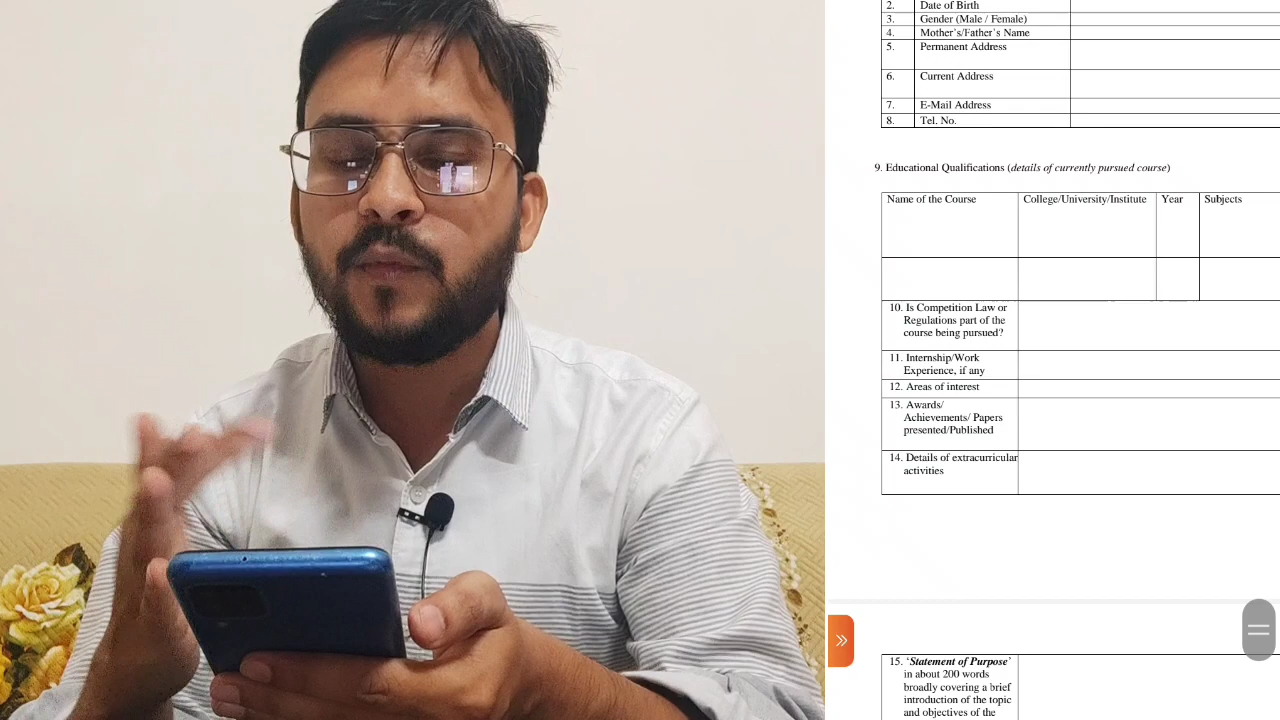 2. Date of Birth
3. Gender (Male / Female)
4. Mother's/Father's Name
5. Permanent Address
6. Current Address
7. E-Mail Address
8. Tel. No.
9. Educational Qualifications (details of currently pursued course)
Name of the Course College/University/Institute Year Subjects
10. Is Competition Law or
Regulations part of the
course being pursued?
11. Internship/Work
Experience, if any
12. Areas of interest
13. Awards/
Achievements/ Papers
presented/Published
14. Details of extracurricular
activities
15. 'Statement of Purpose'
in about 200 words
broadly covering a brief
introduction of the topic
and objectives of the